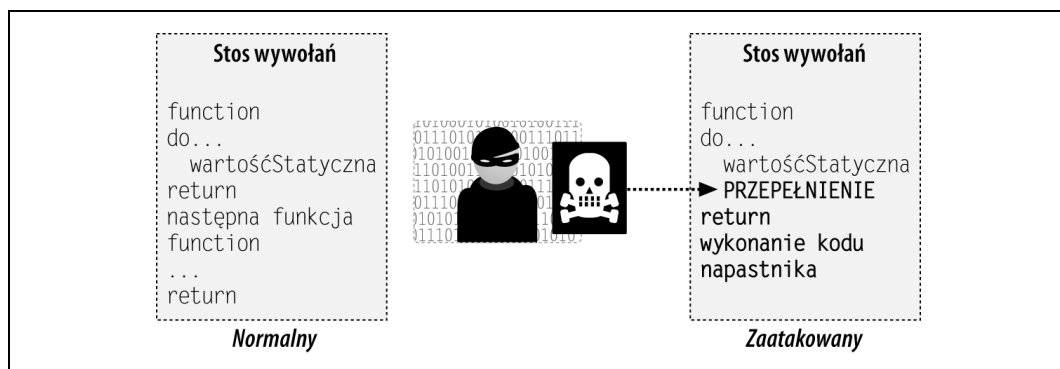 Stos wywołań
function
do...
wartośćStatyczna
return
następna funkcja
function
...
return
Normalny
Stos wywołań
function
do...
wartośćStatyczna
PRZEPEŁNIENIE
return
wykonanie kodu
napastnika
Zaatakowany